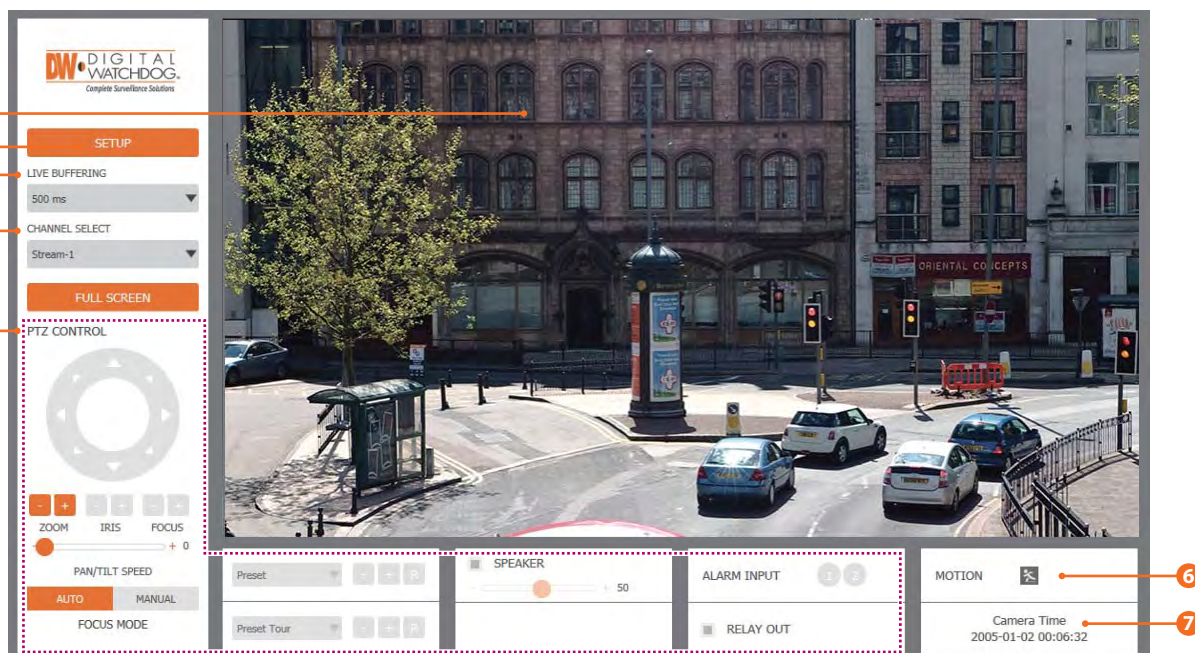 DW DIGITAL
WATCHDOG®
Complete Surveillance Solutions
SETUP
LIVE BUFFERING
500 ms
CHANNEL SELECT
Stream-1
FULL SCREEN
PTZ CONTROL
- + - + - +
ZOOM IRIS FOCUS
- + 0
PAN/TILT SPEED
AUTO MANUAL
FOCUS MODE
ORIENTAL CONCEPTS
Preset - + R
Preset Tour - + R
SPEAKER
- + 50
ALARM INPUT 1 2
RELAY OUT
MOTION
6
Camera Time
2005-01-02 00:06:32
7